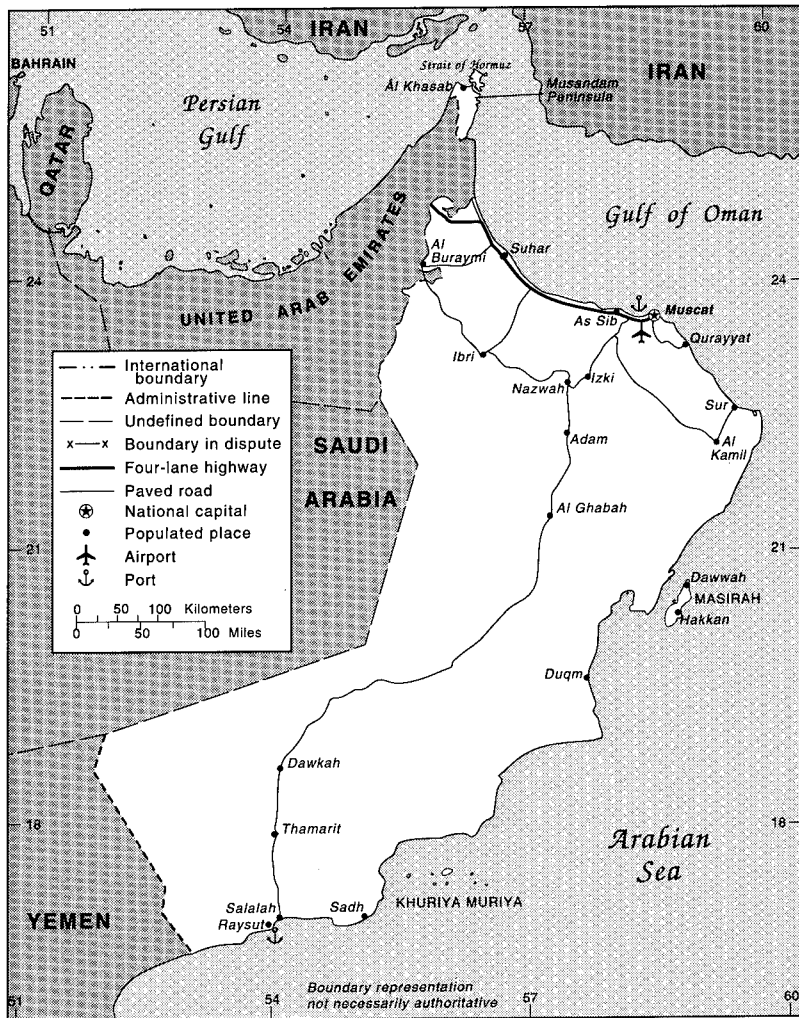 51
54
57
60
IRAN
BAHRAIN
Strait of Hormuz
IRAN
Al Khasab
Musandam
Peninsula
Persian
Gulf
QATAR
Gulf of Oman
UNITED ARAB EMIRATES
Al
Buraymi
Suhar
24
24
As Sib
Muscat
Qurayyat
Ibri
Izki
Nazwah
Sur
Adam
Al
Kamil
International
boundary
Administrative line
Undefined boundary
x—x Boundary in dispute
Four-lane highway
Paved road
National capital
Populated place
Airport
Port
0 50 100 Kilometers
0 50 100 Miles
SAUDI
ARABIA
Al Ghabah
21
21
Dawwah
MASIRAH
Hakkan
Duqm
Dawkah
18
18
Thamarit
Arabian
Sea
KHURIYA MURIYA
YEMEN
Salalah
Raysut
Sadh
Boundary representation
not necessarily authoritative
51
54
57
60